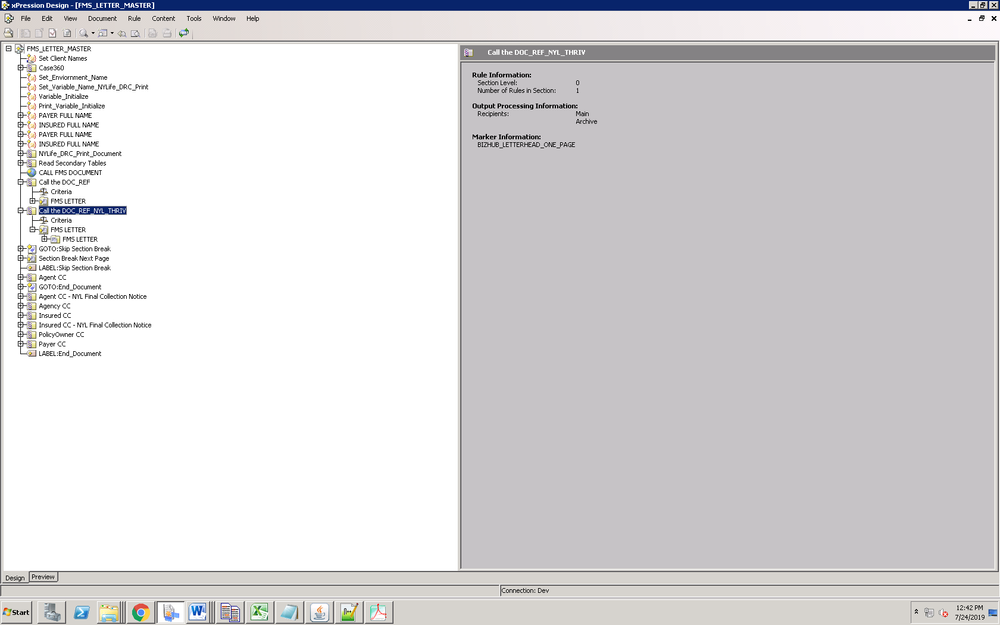 xPression Design - [FMS_LETTER_MASTER]
File Edit View Document Rule Content Tools Window Help
FMS_LETTER_MASTER
Set Client Names
Case360
Set_Enviornment_Name
Set_Variable_Name_NYLife_DRC_Print
Variable_Initialize
Print_Variable_Initialize
PAYER FULL NAME
INSURED FULL NAME
PAYER FULL NAME
INSURED FULL NAME
NYLife_DRC_Print_Document
Read Secondary Tables
CALL FMS DOCUMENT
Call the DOC_REF
Criteria
FMS LETTER
Call the DOC_REF_NYL_THRIV
Criteria
FMS LETTER
FMS LETTER
GOTO:Skip Section Break
Section Break Next Page
LABEL:Skip Section Break
Agent CC
GOTO:End_Document
Agent CC - NYL Final Collection Notice
Agency CC
Insured CC
Insured CC - NYL Final Collection Notice
PolicyOwner CC
Payer CC
LABEL:End_Document
Call the DOC_REF_NYL_THRIV
Rule Information:
Section Level: 0
Number of Rules in Section: 1
Output Processing Information:
Recipients: Main
Archive
Marker Information:
BIZHUB_LETTERHEAD_ONE_PAGE
Design Preview
Connection: Dev
Start
12:42 PM
7/24/2019